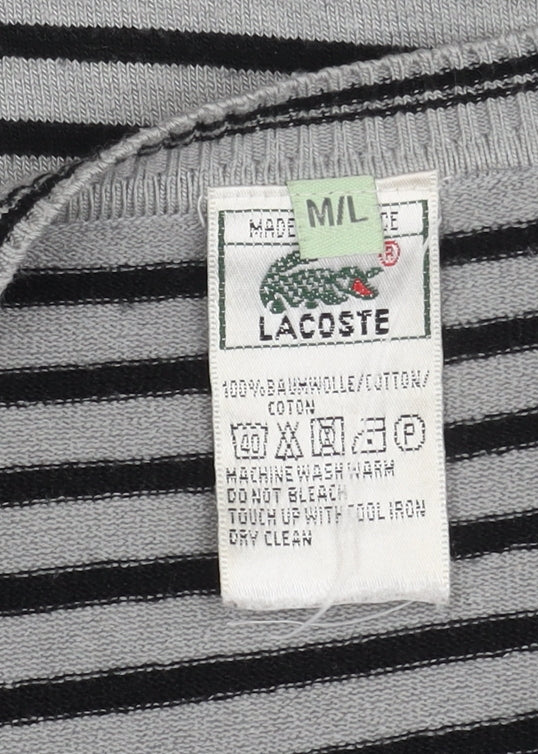 M/L
MADE CE
®
LACOSTE
100% BAUMWOLLE/COTTON/
COTON
40 P
MACHINE WASH WARM
DO NOT BLEACH
TOUCH UP WITH COOL IRON
DRY CLEAN